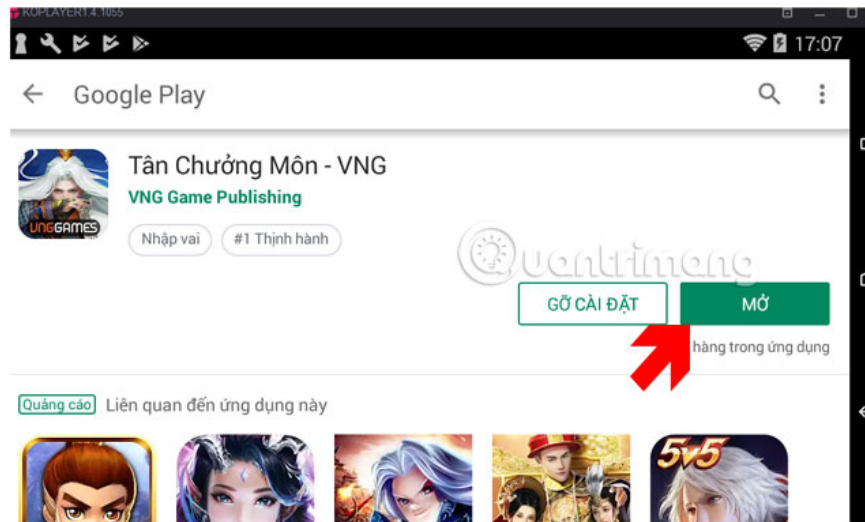 KOPLAYER1.4.1055
17:07
Google Play
Tân Chưởng Môn - VNG
VNG Game Publishing
VNGGAMES
Nhập vai
#1 Thịnh hành
Quantrimang
GỠ CÀI ĐẶT
MỞ
hàng trong ứng dụng
Quảng cáo Liên quan đến ứng dụng này
5v5